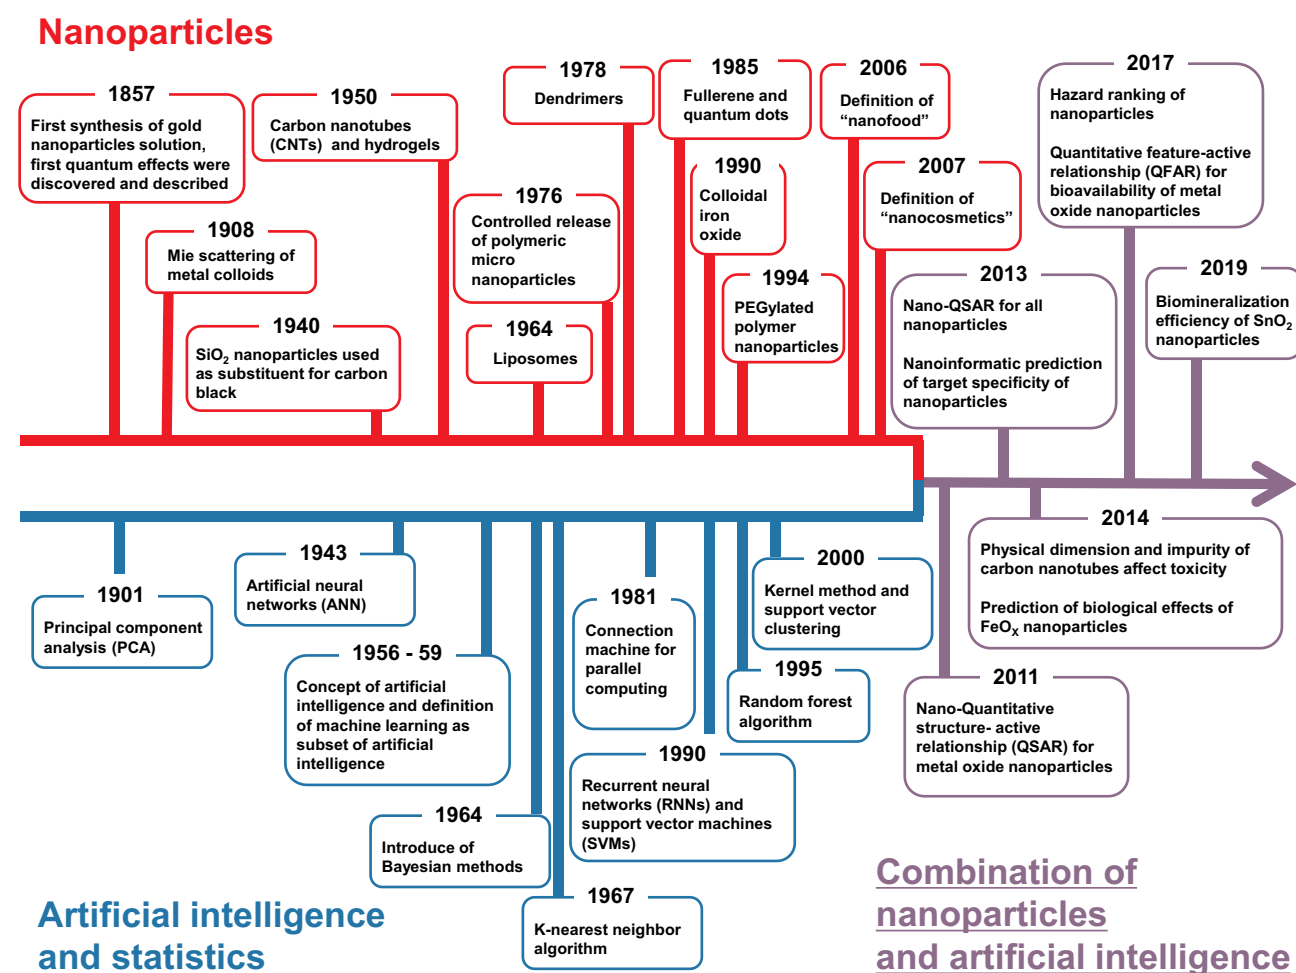 Nanoparticles
1857
First synthesis of gold
nanoparticles solution,
first quantum effects were
discovered and described
1908
Mie scattering of
metal colloids
1940
SiO₂ nanoparticles used
as substituent for carbon
black
1950
Carbon nanotubes
(CNTs) and hydrogels
1976
Controlled release
of polymeric
micro
nanoparticles
1964
Liposomes
1978
Dendrimers
1985
Fullerene and
quantum dots
1990
Colloidal
iron
oxide
1994
PEGylated
polymer
nanoparticles
2006
Definition of
“nanofood”
2007
Definition of
“nanocosmetics”
2013
Nano-QSAR for all
nanoparticles
Nanoinformatic prediction
of target specificity of
nanoparticles
2017
Hazard ranking of
nanoparticles
Quantitative feature-active
relationship (QFAR) for
bioavailability of metal
oxide nanoparticles
2019
Biomineralization
efficiency of SnO₂
nanoparticles
1901
Principal component
analysis (PCA)
1943
Artificial neural
networks (ANN)
1956 - 59
Concept of artificial
intelligence and definition
of machine learning as
subset of artificial
intelligence
1964
Introduce of
Bayesian methods
1967
K-nearest neighbor
algorithm
1981
Connection
machine for
parallel
computing
1990
Recurrent neural
networks (RNNs) and
support vector machines
(SVMs)
1995
Random forest
algorithm
2000
Kernel method and
support vector
clustering
2011
Nano-Quantitative
structure- active
relationship (QSAR) for
metal oxide nanoparticles
2014
Physical dimension and impurity of
carbon nanotubes affect toxicity
Prediction of biological effects of
FeOₓ nanoparticles
Artificial intelligence
and statistics
Combination of
nanoparticles
and artificial intelligence